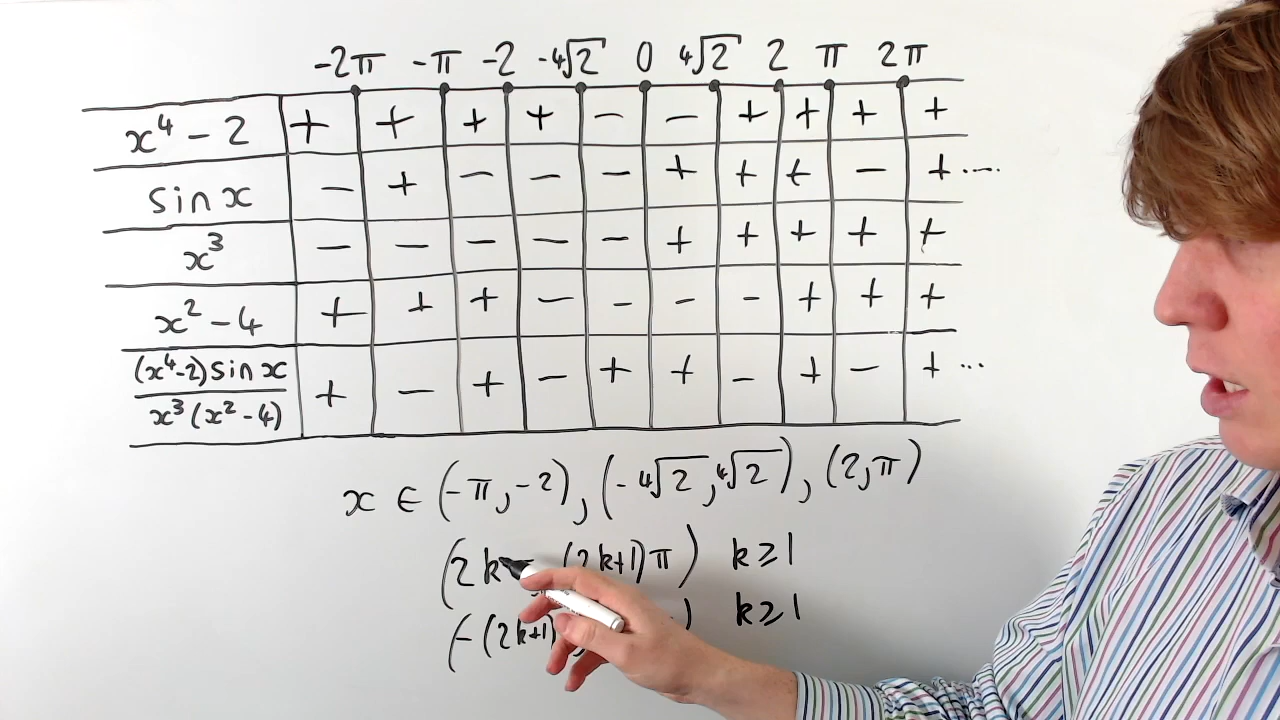 -2π -π -2 -⁴√2 0 ⁴√2 2 π 2π
x⁴ - 2 + + + + - - + + + +
sin x - + - - - + + + - + ....
x³ - - - - - + + + + +
x² - 4 + + + - - - - + + +
(x⁴-2) sin x / x³ (x² - 4) + - + - + + - + - + ...
x ∈ (-π, -2), (-⁴√2, ⁴√2), (2, π)
(2k (2k+1)π) k ⩾ 1
(-(2k+1) ) k ⩾ 1